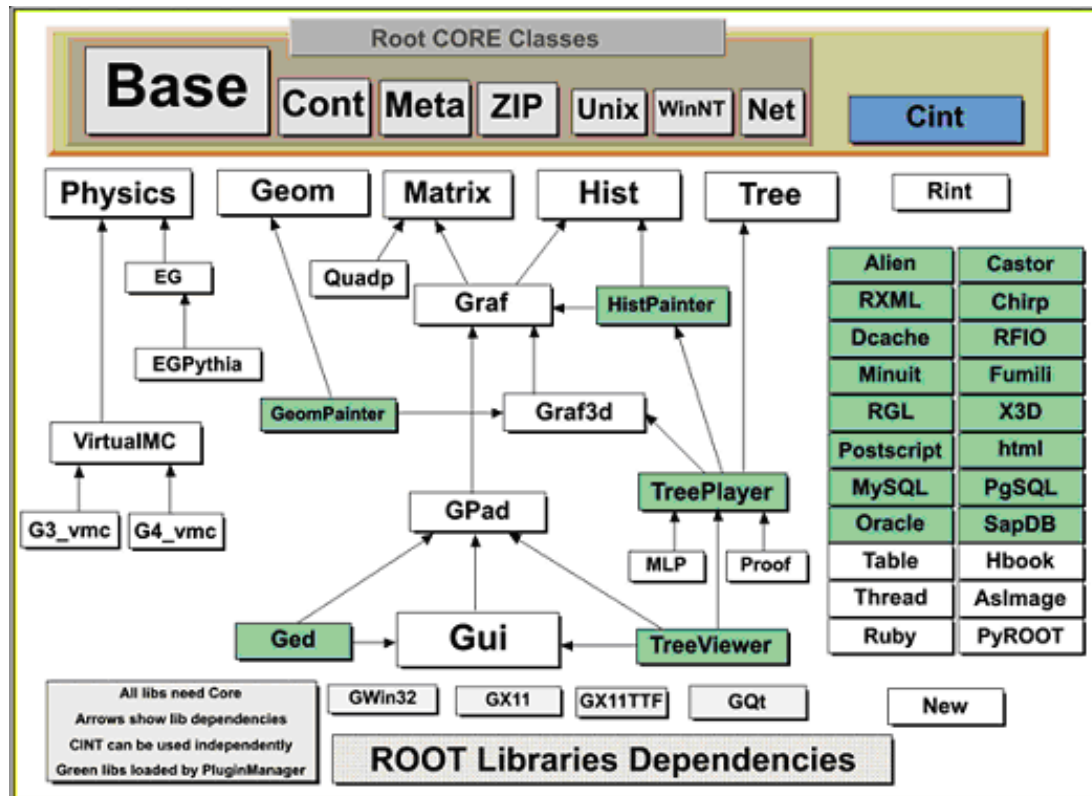 Root CORE Classes
Base
Cont
Meta
ZIP
Unix
WinNT
Net
Cint
Physics
Geom
Matrix
Hist
Tree
Rint
EG
Quadp
Graf
HistPainter
EGPythia
GeomPainter
Graf3d
VirtualMC
TreePlayer
G3_vmc
G4_vmc
GPad
MLP
Proof
Ged
Gui
TreeViewer
Alien
Castor
RXML
Chirp
Dcache
RFIO
Minuit
Fumili
RGL
X3D
Postscript
html
MySQL
PgSQL
Oracle
SapDB
Table
Hbook
Thread
AsImage
Ruby
PyROOT
All libs need Core
Arrows show lib dependencies
CINT can be used independently
Green libs loaded by PluginManager
GWin32
GX11
GX11TTF
GQt
New
ROOT Libraries Dependencies